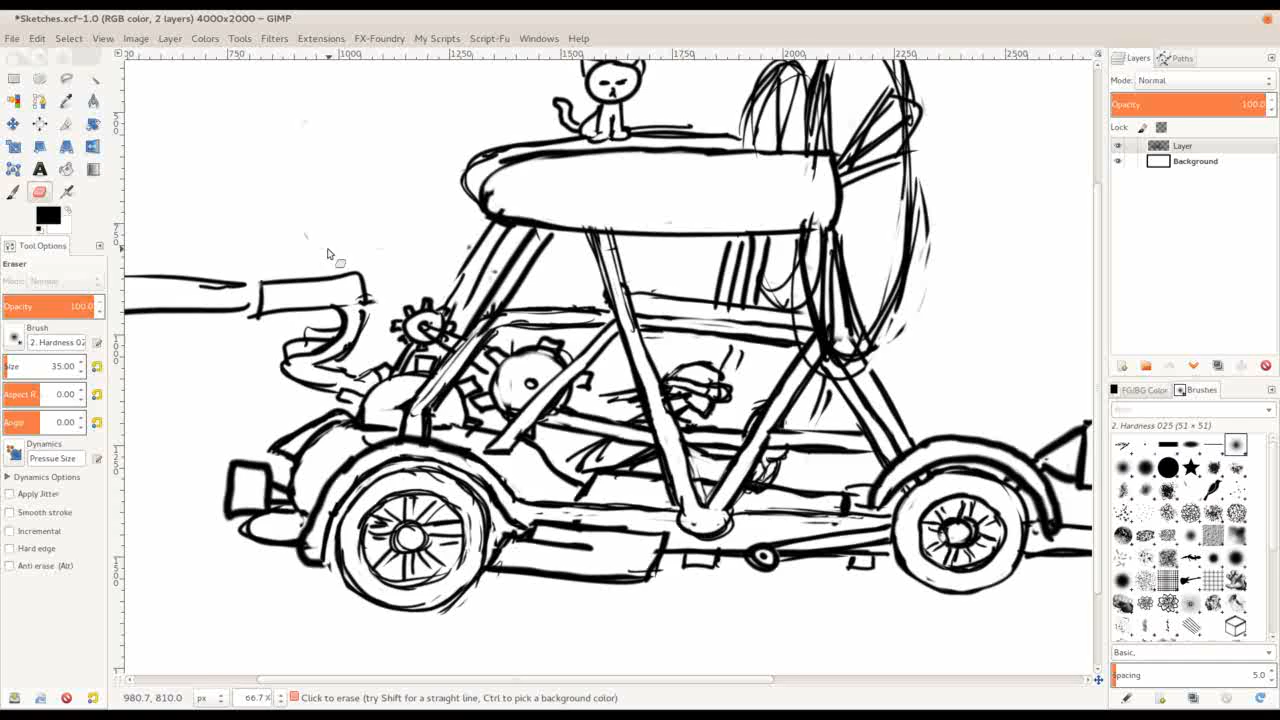 *Sketches.xcf-1.0 (RGB color, 2 layers) 4000x2000 – GIMP
File Edit Select View Image Layer Colors Tools Filters Extensions FX-Foundry My Scripts Script-Fu Windows Help
750 1000 1250 1500 1750 2000 2250 2500
Layers Paths
Mode: Normal
Opacity 100.0
Lock:
Layer
Background
Tool Options
Eraser
Mode: Normal
Opacity 100.0
Brush
2. Hardness 02
Size 35.00
Aspect R. 0.00
Angle 0.00
Dynamics
Pressue Size
Dynamics Options
Apply Jitter
Smooth stroke
Incremental
Hard edge
Anti erase (Alt)
FG/BG Color Brushes
2. Hardness 025 (51 × 51)
Basic,
Spacing 5.0
980.7, 810.0 px 66.7% Click to erase (try Shift for a straight line, Ctrl to pick a background color)